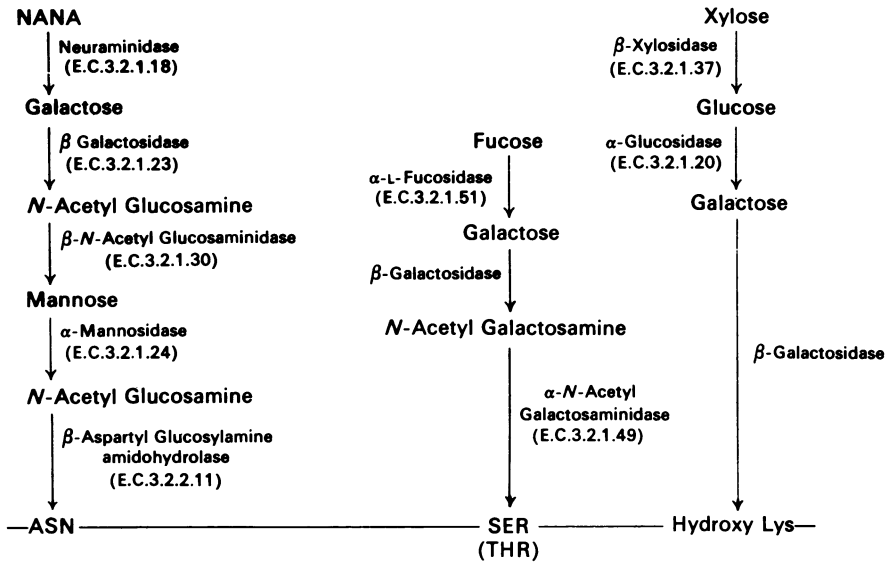 NANA
Neuraminidase
(E.C.3.2.1.18)
Galactose
β Galactosidase
(E.C.3.2.1.23)
N-Acetyl Glucosamine
β-N-Acetyl Glucosaminidase
(E.C.3.2.1.30)
Mannose
α-Mannosidase
(E.C.3.2.1.24)
N-Acetyl Glucosamine
β-Aspartyl Glucosylamine
amidohydrolase
(E.C.3.2.2.11)
ASN
Fucose
α-L-Fucosidase
(E.C.3.2.1.51)
Galactose
β-Galactosidase
N-Acetyl Galactosamine
α-N-Acetyl
Galactosaminidase
(E.C.3.2.1.49)
SER
(THR)
Xylose
β-Xylosidase
(E.C.3.2.1.37)
Glucose
α-Glucosidase
(E.C.3.2.1.20)
Galactose
β-Galactosidase
Hydroxy Lys